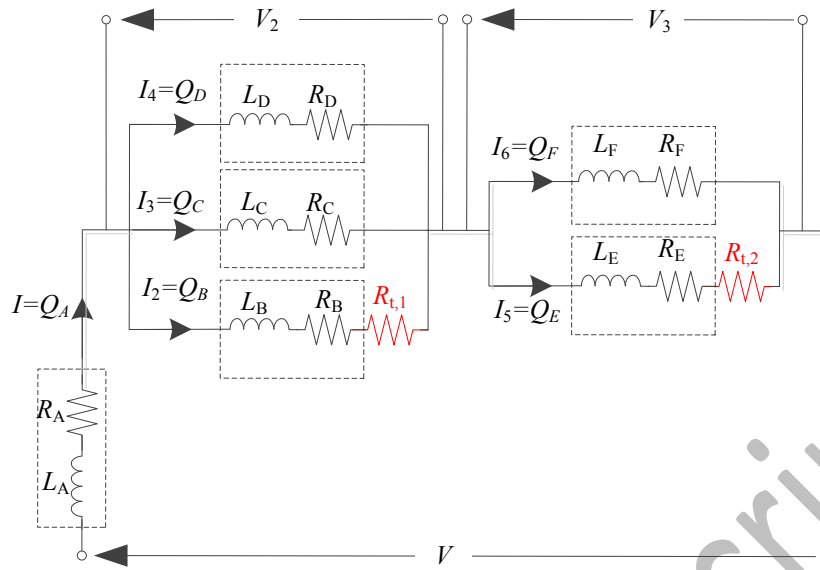 V2
V3
I4=QD
LD
RD
I6=QF
LF
RF
I3=QC
LC
RC
I2=QB
LB
RB
Rt,1
LE
RE
Rt,2
I=QA
I5=QE
RA
LA
V